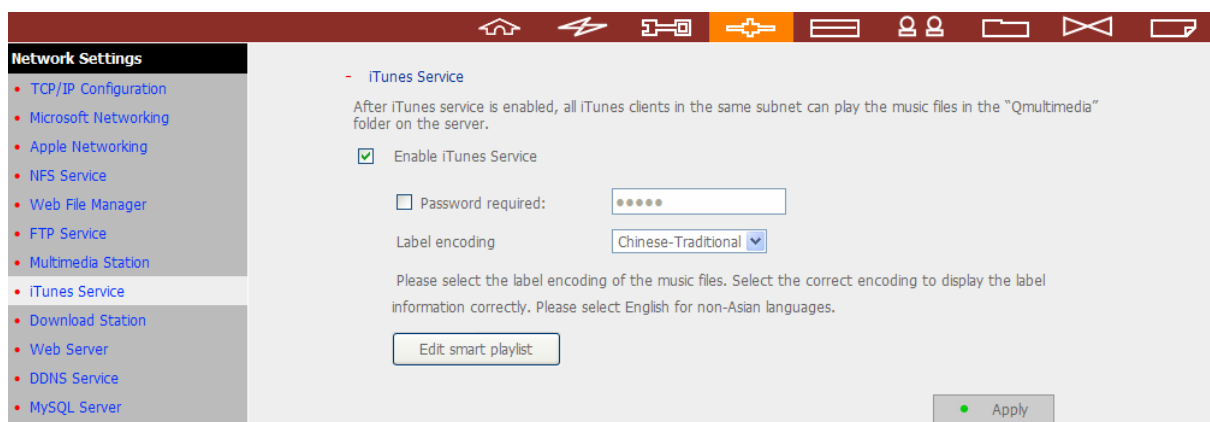 Network Settings
TCP/IP Configuration
Microsoft Networking
Apple Networking
NFS Service
Web File Manager
FTP Service
Multimedia Station
iTunes Service
Download Station
Web Server
DDNS Service
MySQL Server
- iTunes Service
After iTunes service is enabled, all iTunes clients in the same subnet can play the music files in the “Qmultimedia”
folder on the server.
Enable iTunes Service
Password required: ●●●●●
Label encoding Chinese-Traditional
Please select the label encoding of the music files. Select the correct encoding to display the label
information correctly. Please select English for non-Asian languages.
Edit smart playlist
Apply